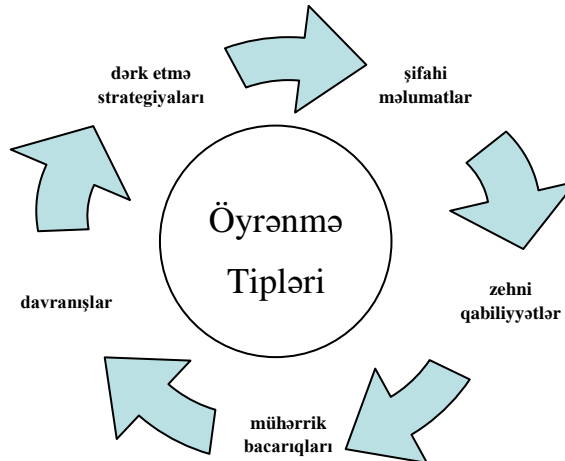 dərk etmə
strategiyaları
şifahi
məlumatlar
Öyrənmə
Tipləri
zehni
qabiliyyətlər
davranışlar
mühərrik
bacarıqları